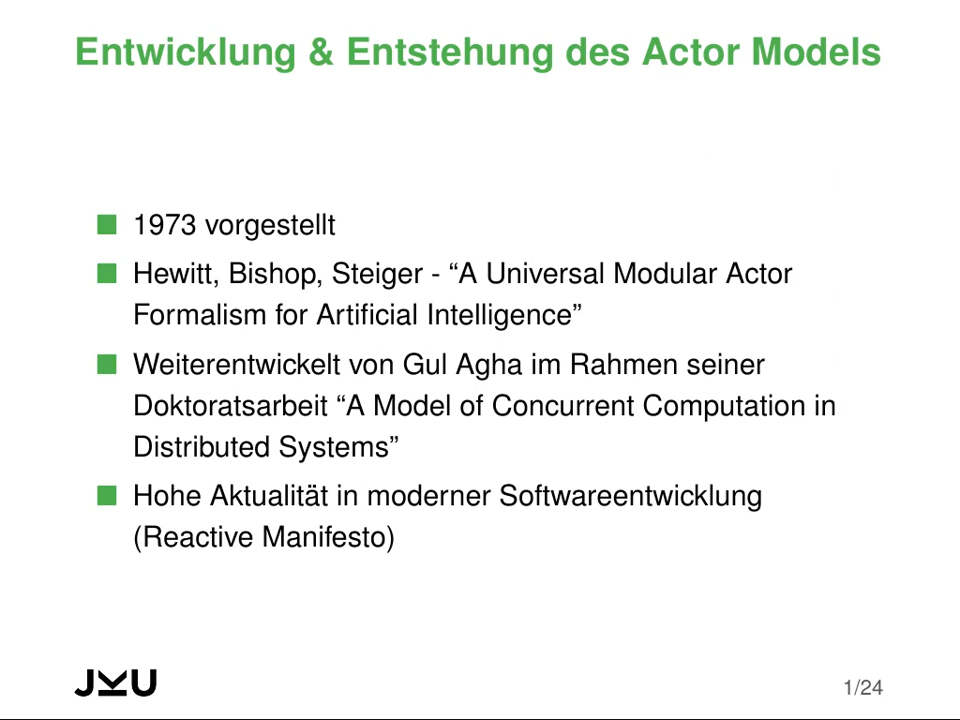 Entwicklung & Entstehung des Actor Models
1973 vorgestellt
Hewitt, Bishop, Steiger - “A Universal Modular Actor
Formalism for Artificial Intelligence”
Weiterentwickelt von Gul Agha im Rahmen seiner
Doktoratsarbeit “A Model of Concurrent Computation in
Distributed Systems”
Hohe Aktualität in moderner Softwareentwicklung
(Reactive Manifesto)
JKU
1/24